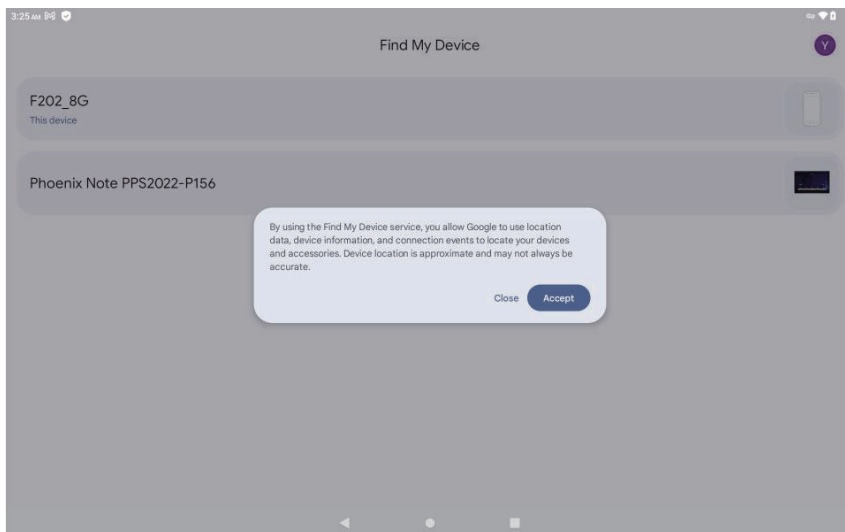 3:25 AM
Find My Device
Y
F202_8G
This device
Phoenix Note PPS2022-P156
By using the Find My Device service, you allow Google to use location
data, device information, and connection events to locate your devices
and accessories. Device location is approximate and may not always be
accurate.
Close Accept